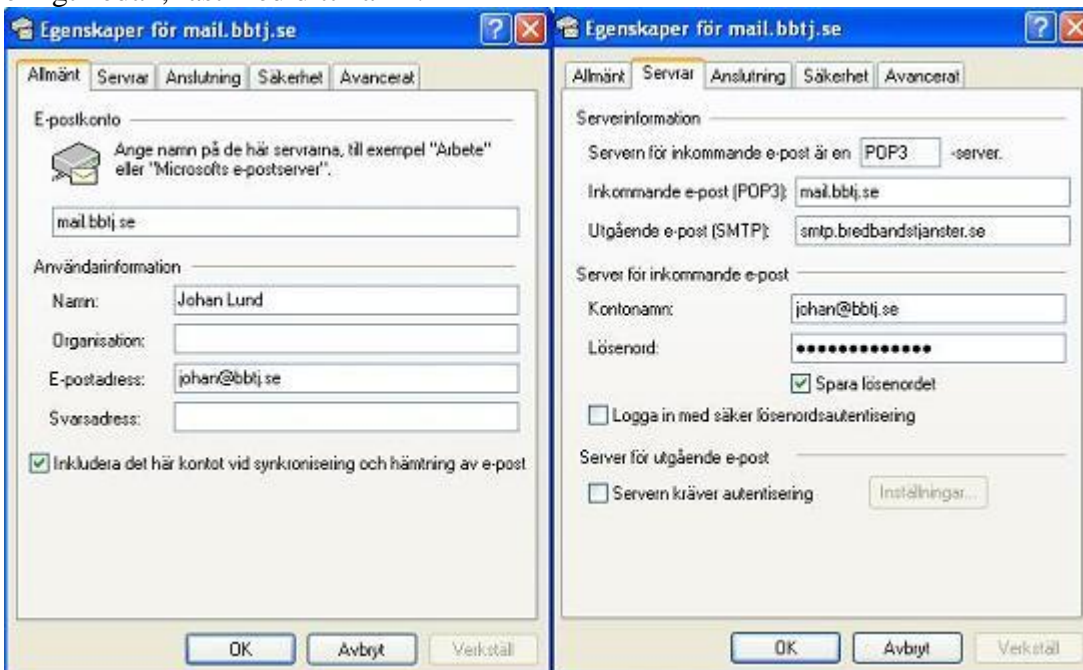 Egenskaper för mail.bbtj.se
Allmänt Servrar Anslutning Säkerhet Avancerat
E-postkonto
Ange namn på de här servrarna, till exempel "Arbete"
eller "Microsofts e-postserver".
mail.bbtj.se
Användarinformation
Namn: Johan Lund
Organisation:
E-postadress: johan@bbtj.se
Svarsadress:
Inkludera det här kontot vid synkronisering och hämtning av e-post
OK Avbryt Verkställ
Egenskaper för mail.bbtj.se
Allmänt Servrar Anslutning Säkerhet Avancerat
Serverinformation
Servern för inkommande e-post är en POP3 -server.
Inkommande e-post (POP3): mail.bbtj.se
Utgående e-post (SMTP): smtp.bredbandstjanster.se
Server för inkommande e-post
Kontonamn: johan@bbtj.se
Lösenord: ●●●●●●●●●●●●●
Spara lösenordet
Logga in med säker lösenordsautentisering
Server för utgående e-post
Servern kräver autentisering Inställningar...
OK Avbryt Verkställ